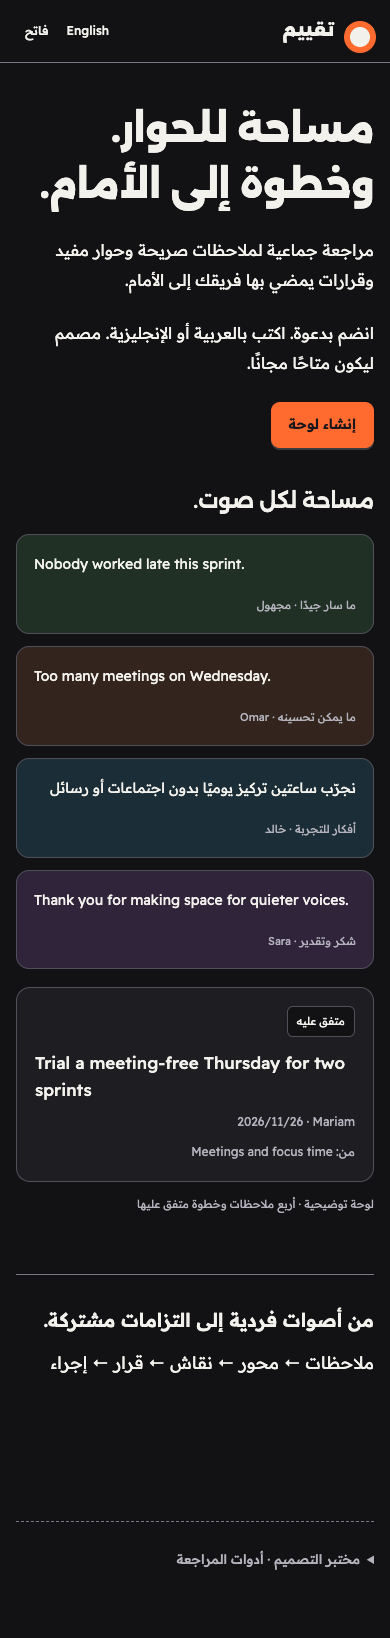 تقييم
English
فاتح
مساحة للحوار.
وخطوة إلى الأمام.
مراجعة جماعية لملاحظات صريحة وحوار مفيد
وقرارات يمضي بها فريقك إلى الأمام.
انضم بدعوة. اكتب بالعربية أو الإنجليزية. مصمم
ليكون متاحًا مجانًا.
إنشاء لوحة
مساحة لكل صوت.
Nobody worked late this sprint.
ما سار جيدًا · مجهول
Too many meetings on Wednesday.
ما يمكن تحسينه · Omar
نجرّب ساعتين تركيز يوميًا بدون اجتماعات أو رسائل
أفكار للتجربة · خالد
Thank you for making space for quieter voices.
شكر وتقدير · Sara
متفق عليه
Trial a meeting-free Thursday for two
sprints
2026/11/26 · Mariam
من: Meetings and focus time
لوحة توضيحية · أربع ملاحظات وخطوة متفق عليها
من أصوات فردية إلى التزامات مشتركة.
ملاحظات ← محور ← نقاش ← قرار ← إجراء
مختبر التصميم · أدوات المراجعة